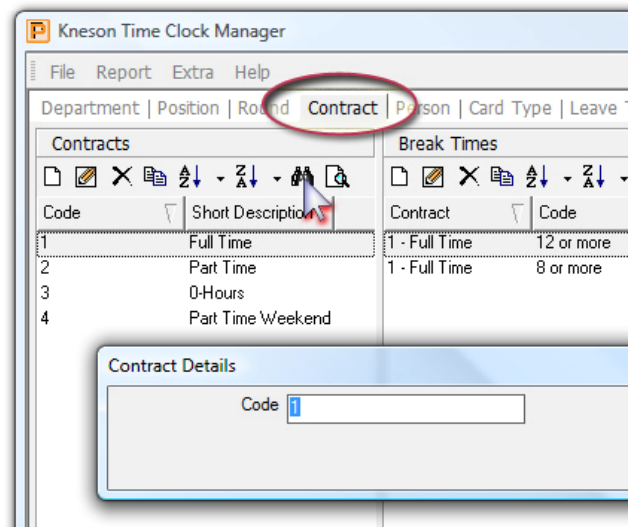 Kneson Time Clock Manager
File Report Extra Help
Department | Position | Round Contract | Person | Card Type | Leave
Contracts
Break Times
Code Short Description
Contract Code
1 Full Time
1 - Full Time 12 or more
2 Part Time
1 - Full Time 8 or more
3 0-Hours
4 Part Time Weekend
Contract Details
Code 1